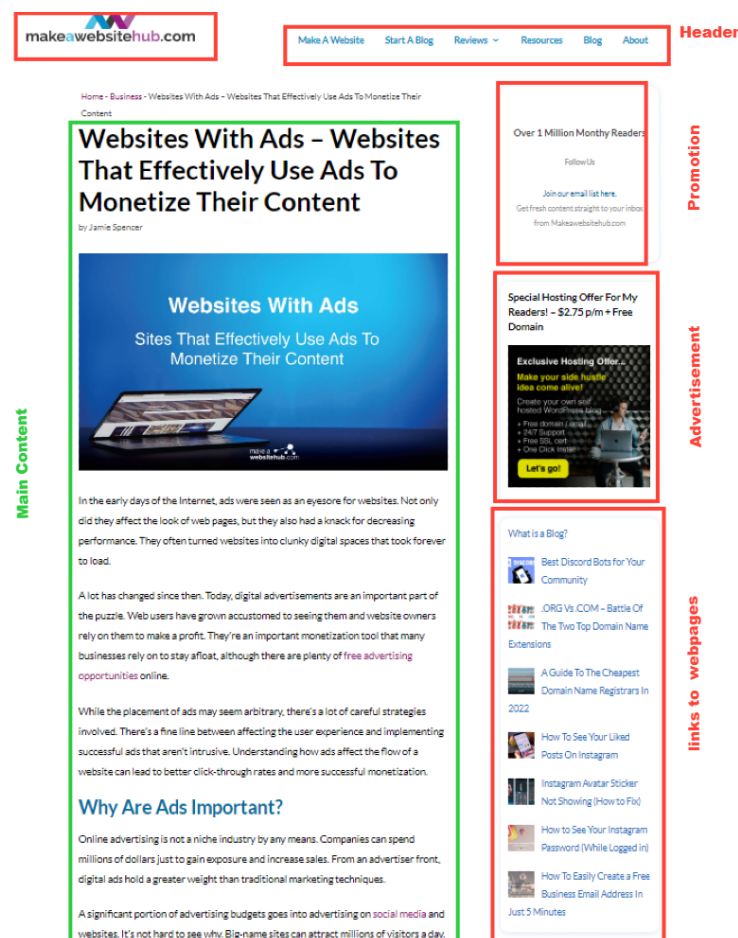 makeawebsitehub.com
Make A Website Start A Blog Reviews Resources Blog About
Header
Home - Business - Websites With Ads – Websites That Effectively Use Ads To Monetize Their
Content
Websites With Ads – Websites
That Effectively Use Ads To
Monetize Their Content
by Jamie Spencer
Websites With Ads
Sites That Effectively Use Ads To
Monetize Their Content
make a
websitehub.com
Main Content
In the early days of the Internet, ads were seen as an eyesore for websites. Not only
did they affect the look of web pages, but they also had a knack for decreasing
performance. They often turned websites into clunky digital spaces that took forever
to load.
A lot has changed since then. Today, digital advertisements are an important part of
the puzzle. Web users have grown accustomed to seeing them and website owners
rely on them to make a profit. They're an important monetization tool that many
businesses rely on to stay afloat, although there are plenty of free advertising
opportunities online.
While the placement of ads may seem arbitrary, there's a lot of careful strategies
involved. There's a fine line between affecting the user experience and implementing
successful ads that aren't intrusive. Understanding how ads affect the flow of a
website can lead to better click-through rates and more successful monetization.
Why Are Ads Important?
Online advertising is not a niche industry by any means. Companies can spend
millions of dollars just to gain exposure and increase sales. From an advertiser front,
digital ads hold a greater weight than traditional marketing techniques.
A significant portion of advertising budgets goes into advertising on social media and
websites. It's not hard to see why. Big-name sites can attract millions of visitors a day.
Over 1 Million Monthy Readers
Follow Us
Join our email list here.
Get fresh content straight to your inbox
from Makeawebsitehub.com
Promotion
Special Hosting Offer For My
Readers! – $2.75 p/m + Free
Domain
Exclusive Hosting Offer...
Make your side hustle
idea come alive!
Create your own self
hosted WordPress blog
+ Free domain / email
+ 24/7 Support
+ Free SSL cert
+ One Click Install
Let's go!
Advertisement
What is a Blog?
DISCORD
Best Discord Bots for Your
Community
.ORG Vs.COM – Battle Of
The Two Top Domain Name
Extensions
A Guide To The Cheapest
Domain Name Registrars In
2022
How To See Your Liked
Posts On Instagram
Instagram Avatar Sticker
Not Showing (How to Fix)
How to See Your Instagram
Password (While Logged in)
How To Easily Create a Free
Business Email Address In
Just 5 Minutes
links to webpages